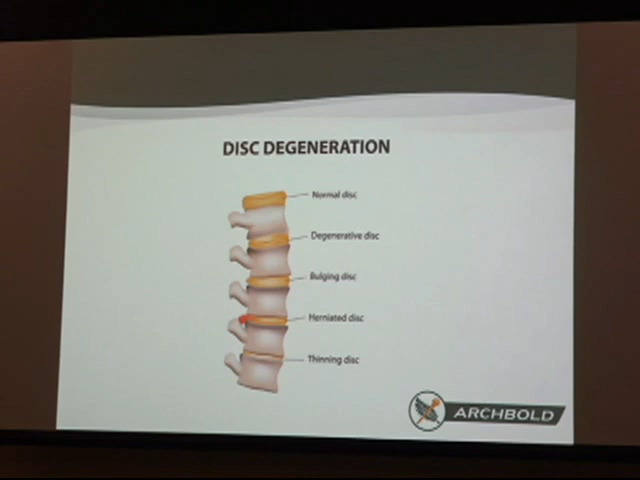 DISC DEGENERATION
Normal disc
Degenerative disc
Bulging disc
Herniated disc
Thinning disc
ARCHBOLD